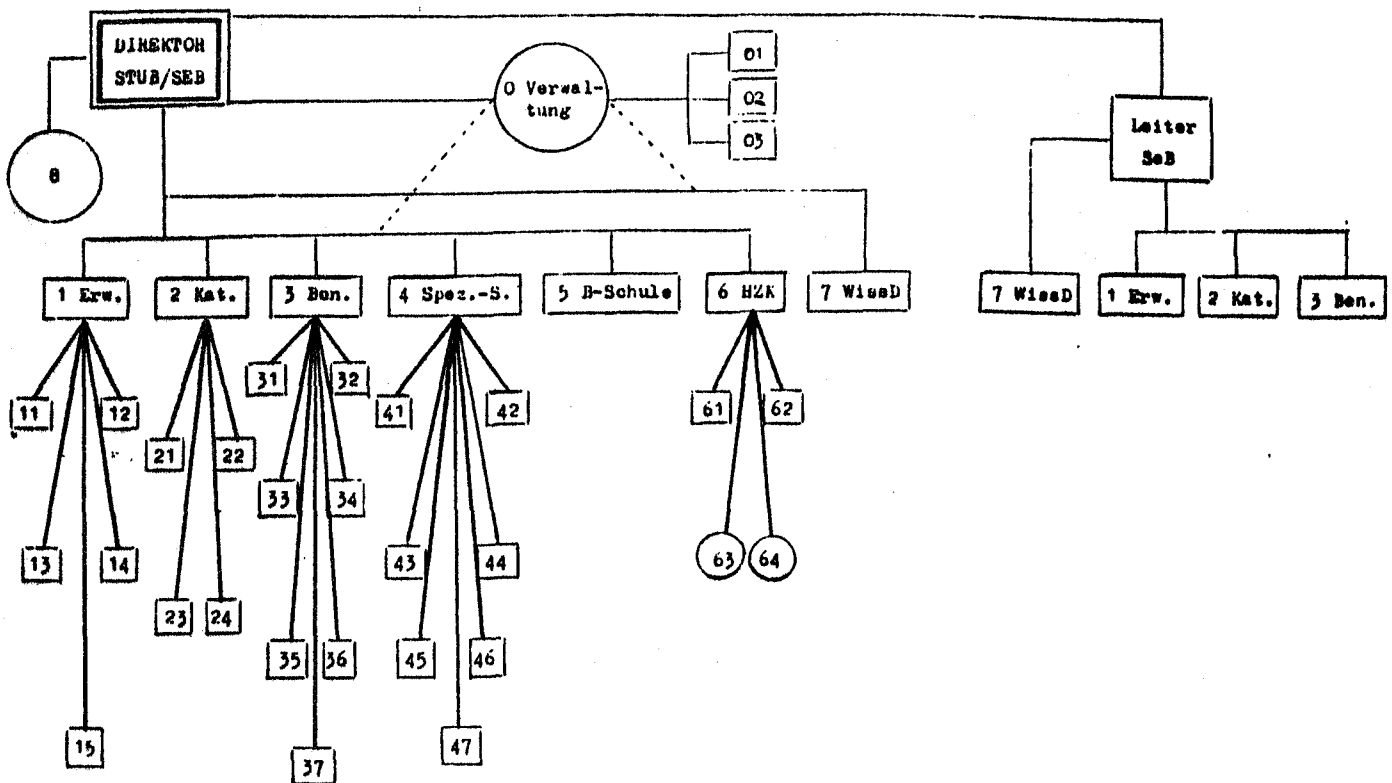 DIREKTOR
STUB/SEB
8
0 Verwal-
tung
01
02
03
Leiter
SeB
1 Erw.
2 Kat.
3 Ben.
4 Spez.-S.
5 B-Schule
6 HZK
7 WissD
7 WissD
1 Erw.
2 Kat.
3 Ben.
11
12
13
14
15
21
22
23
24
31
32
33
34
35
36
37
41
42
43
44
45
46
47
61
62
63
64